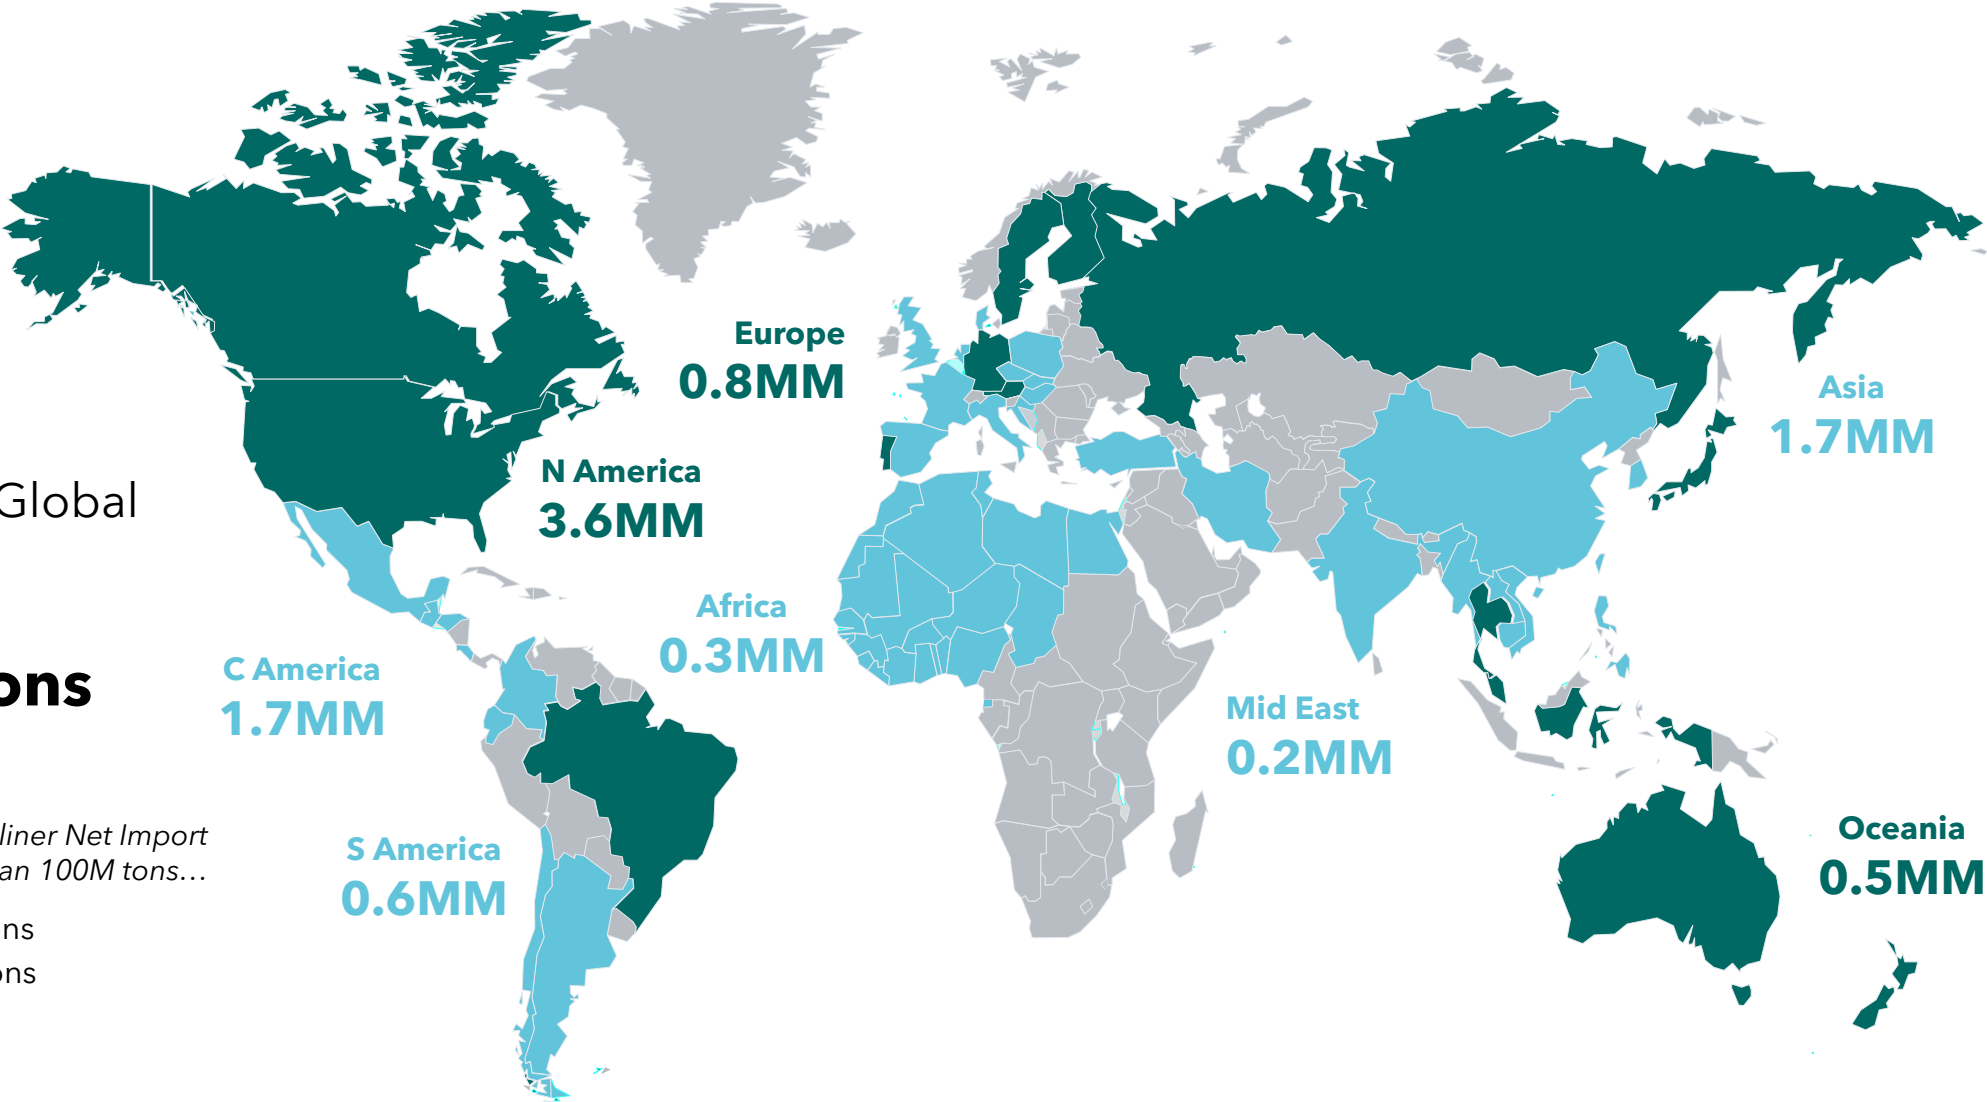 Global
ons
liner Net Import
an 100M tons…
ns
ons
Europe
0.8MM
N America
3.6MM
C America
1.7MM
S America
0.6MM
Africa
0.3MM
Mid East
0.2MM
Asia
1.7MM
Oceania
0.5MM